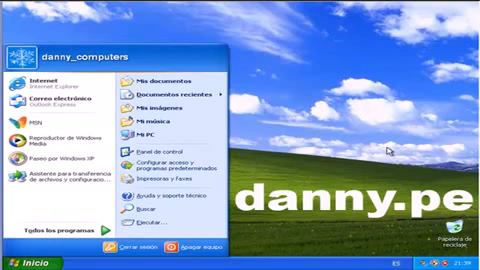 danny_computers
Internet
Internet Explorer
Correo electrónico
Outlook Express
MSN
Reproductor de Windows
Media
Paseo por Windows XP
Asistente para transferencia
de archivos y configuracio...
Todos los programas
Mis documentos
Documentos recientes
Mis imágenes
Mi música
Mi PC
Panel de control
Configurar acceso y
programas predeterminados
Impresoras y faxes
Ayuda y soporte técnico
Buscar
Ejecutar...
Cerrar sesión
Apagar equipo
danny.pe
Papelera de
reciclaje
Inicio
ES
21:39